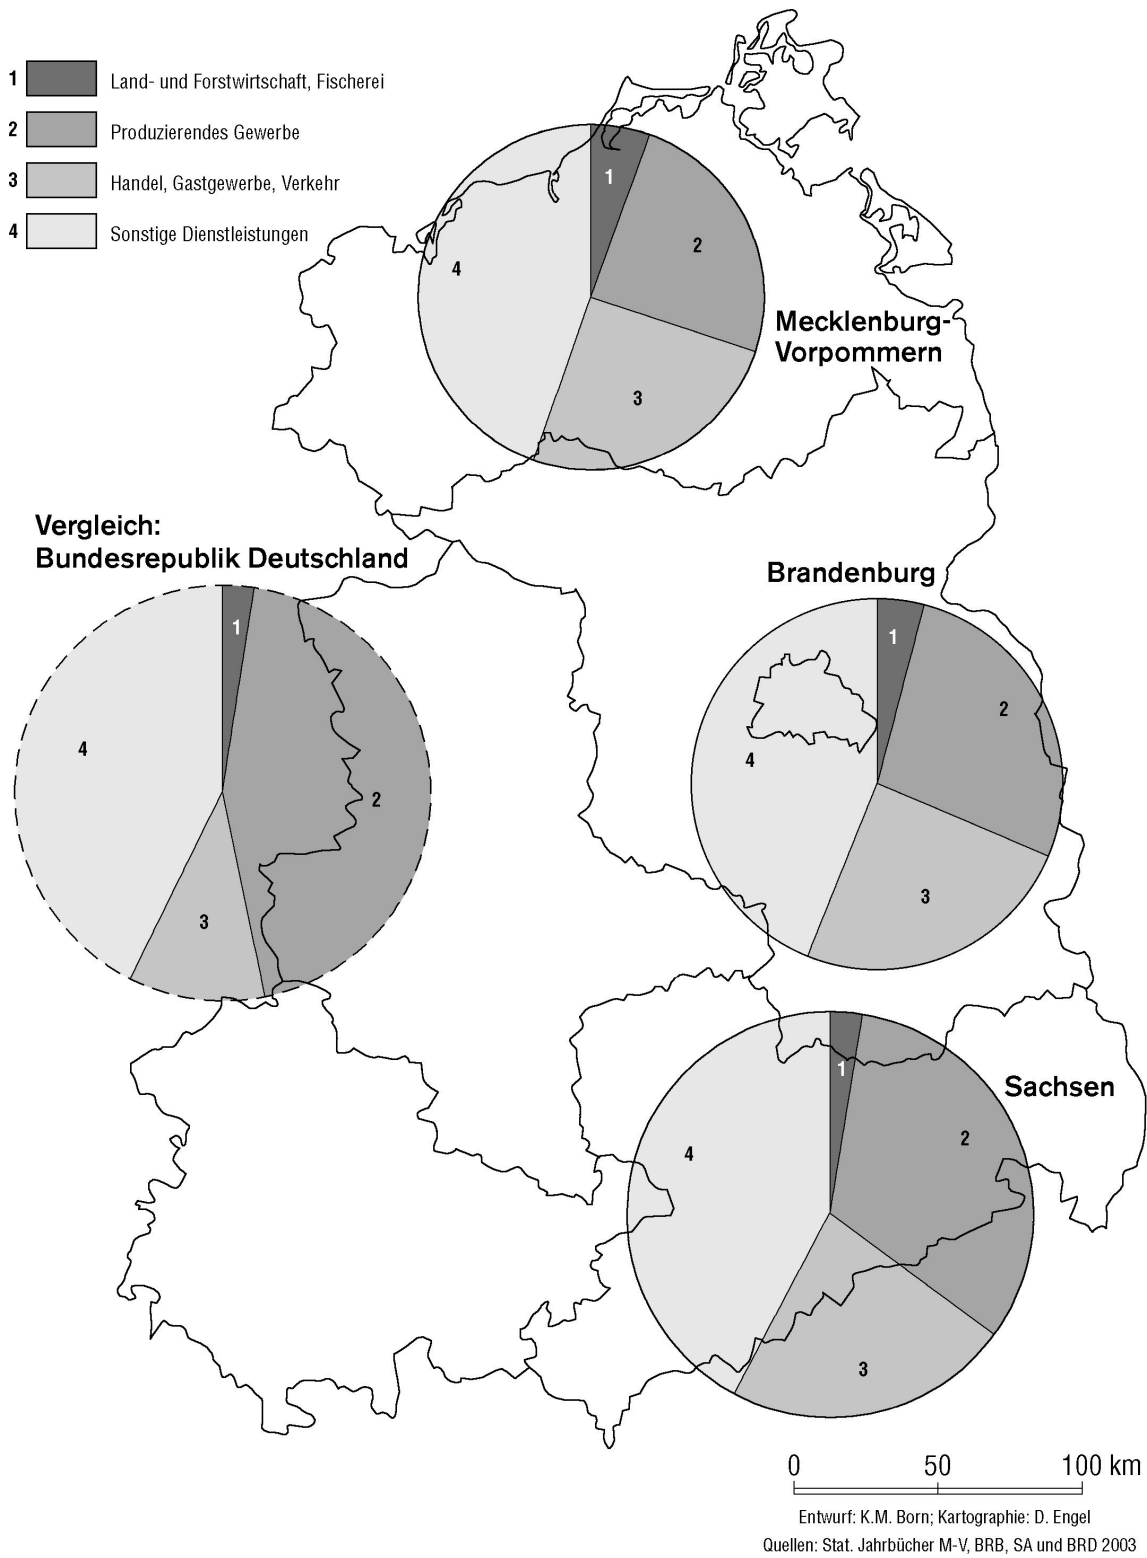 1 Land- und Forstwirtschaft, Fischerei
2 Produzierendes Gewerbe
3 Handel, Gastgewerbe, Verkehr
4 Sonstige Dienstleistungen
1
2
3
4
Mecklenburg-
Vorpommern
Vergleich:
Bundesrepublik Deutschland
1
2
3
4
Brandenburg
1
2
3
4
Sachsen
1
2
3
4
0 50 100 km
Entwurf: K.M. Born; Kartographie: D. Engel
Quellen: Stat. Jahrbücher M-V, BRB, SA und BRD 2003